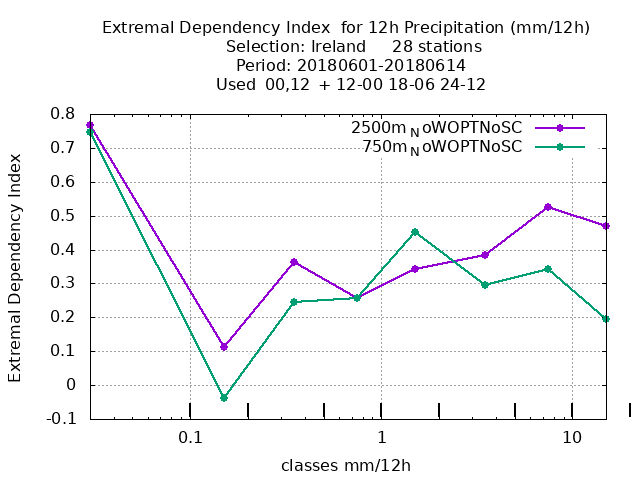 Extremal Dependency Index  for 12h Precipitation (mm/12h)
Selection: Ireland     28 stations
Period: 20180601-20180614
Used  00,12  + 12-00 18-06 24-12
2500m NoWOPTNoSC
750m NoWOPTNoSC
Extremal Dependency Index
0.8
0.7
0.6
0.5
0.4
0.3
0.2
0.1
0
-0.1
0.1 1 10
classes mm/12h